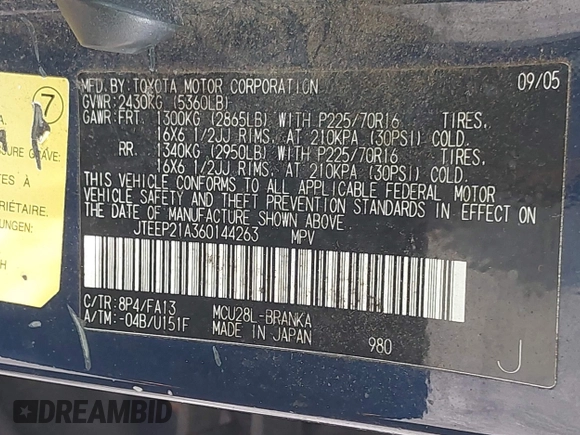 MFD. BY: TOYOTA MOTOR CORPORATION 09/05
GVWR: 2430KG (5360LB)
GAWR: FRT. 1300KG (2865LB) WITH P225/70R16 TIRES,
16X6 1/2JJ RIMS, AT 210KPA (30PSI) COLD.
RR. 1340KG (2950LB) WITH P225/70R16 TIRES,
16X6 1/2JJ RIMS, AT 210KPA (30PSI) COLD.
THIS VEHICLE CONFORMS TO ALL APPLICABLE FEDERAL MOTOR
VEHICLE SAFETY AND THEFT PREVENTION STANDARDS IN EFFECT ON
THE DATE OF MANUFACTURE SHOWN ABOVE.
JTEEP21A360144263 MPV
C/TR: 8P4/FA13 MCU28L-BRANKA
A/TM: -04B/U151F MADE IN JAPAN 980
J
7
GRAVE:
TES À
RIÉTAIRE.
H
DREAMBID